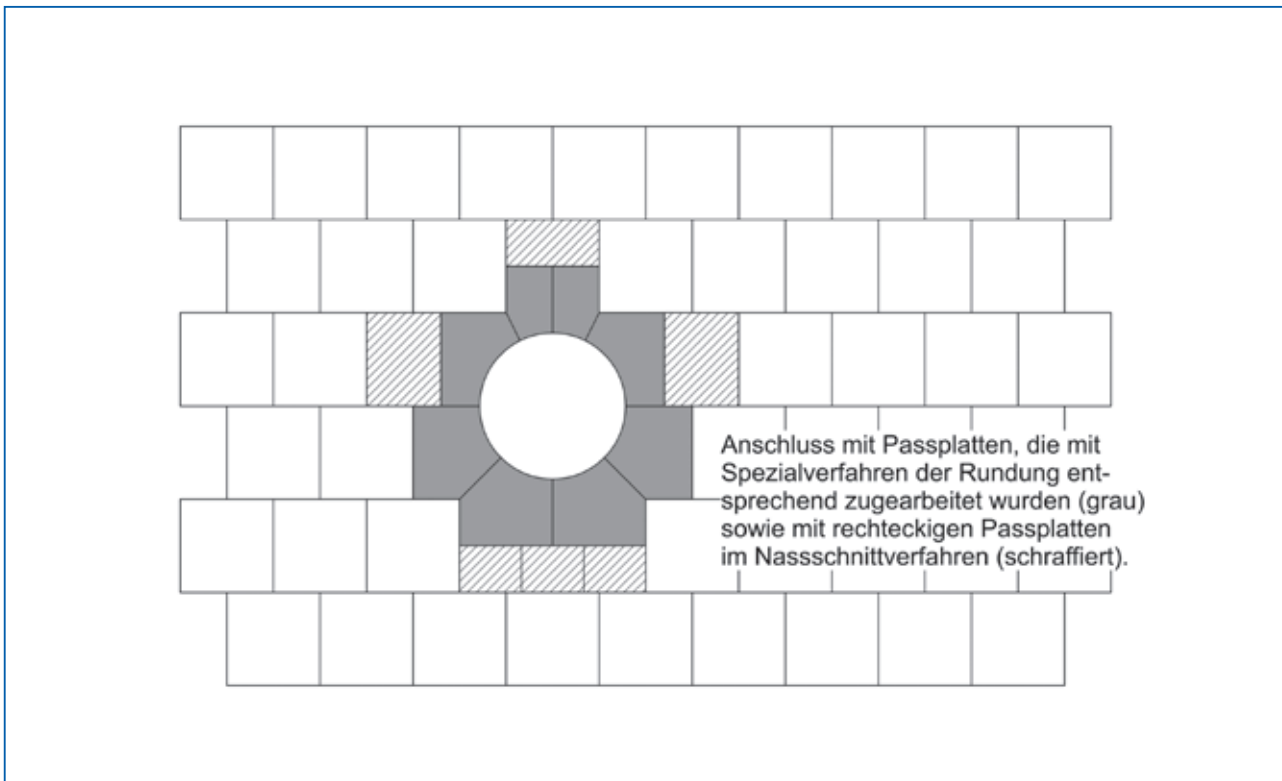 Anschluss mit Passplatten, die mit
Spezialverfahren der Rundung ent-
sprechend zugearbeitet wurden (grau)
sowie mit rechteckigen Passplatten
im Nassschnittverfahren (schraffiert).